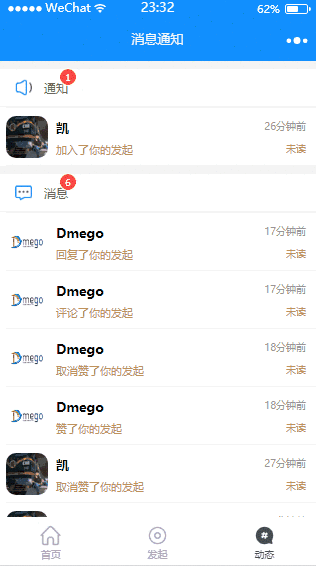 WeChat 23:32 62%
消息通知
通知 1
凯 26分钟前
加入了你的发起 未读
消息 6
Dmego Dmego 17分钟前
回复了你的发起 未读
Dmego Dmego 17分钟前
评论了你的发起 未读
Dmego Dmego 18分钟前
取消赞了你的发起 未读
Dmego Dmego 18分钟前
赞了你的发起 未读
凯 27分钟前
取消赞了你的发起 未读
首页 发起 动态